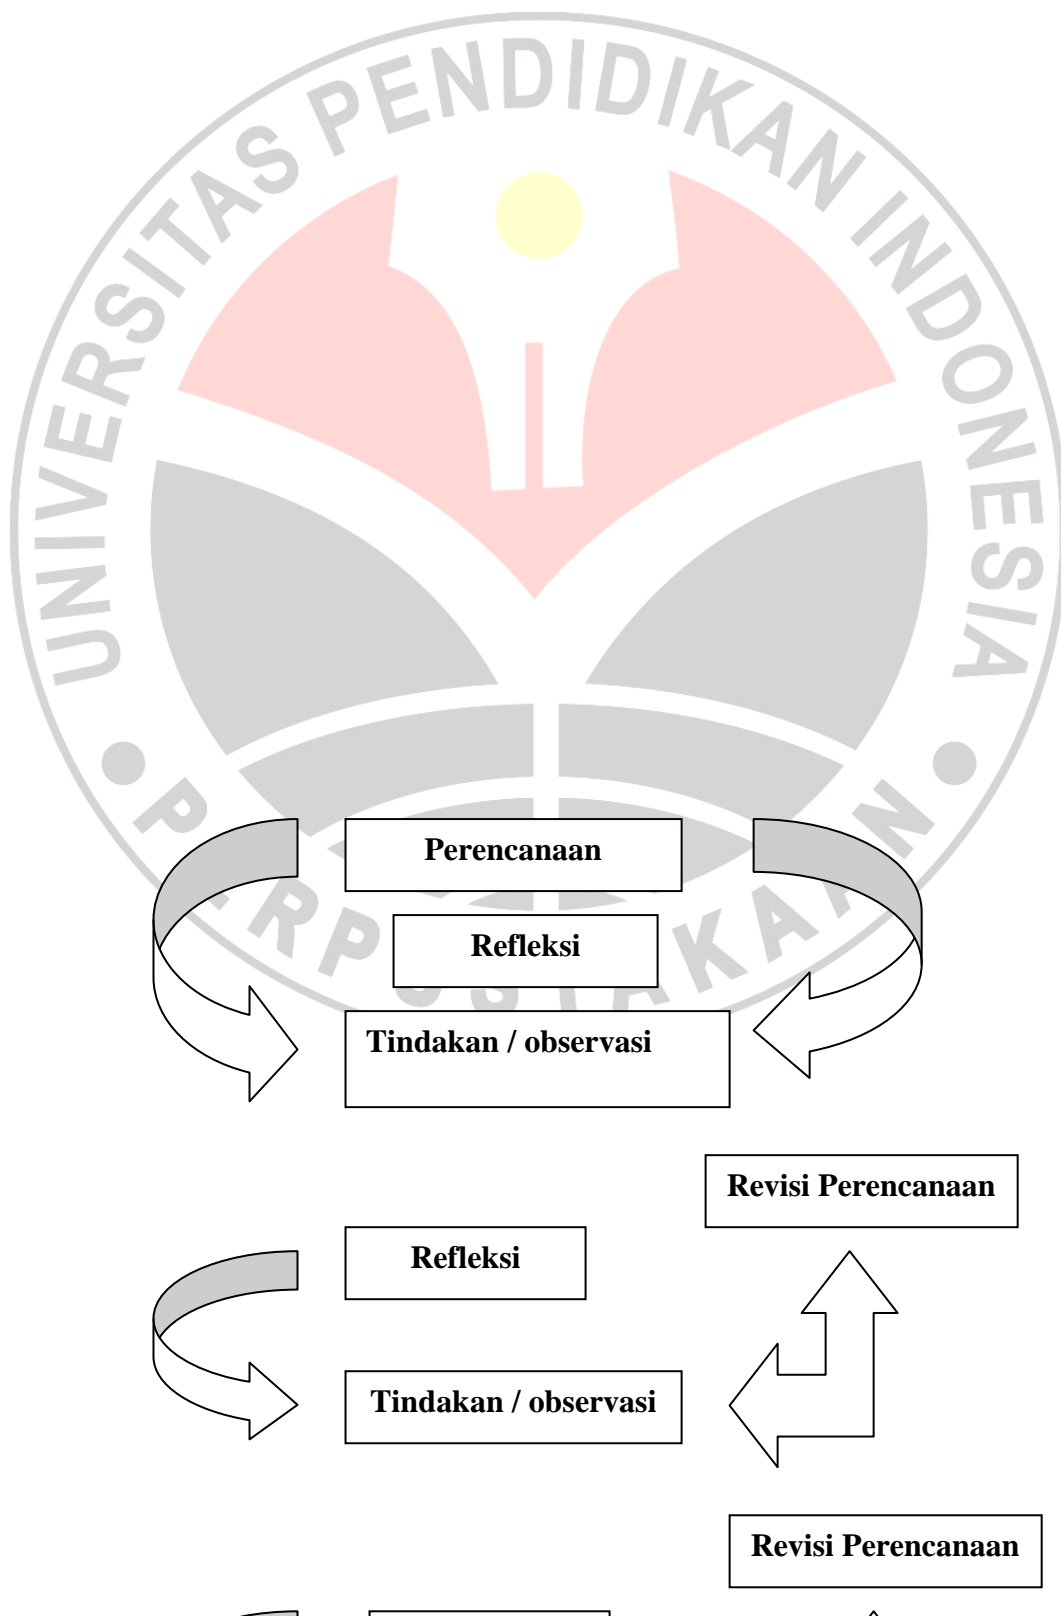 UNIVERSITAS PENDIDIKAN INDONESIA
PERPUSTAKAAN
Perencanaan
Refleksi
Tindakan / observasi
Revisi Perencanaan
Refleksi
Tindakan / observasi
Revisi Perencanaan